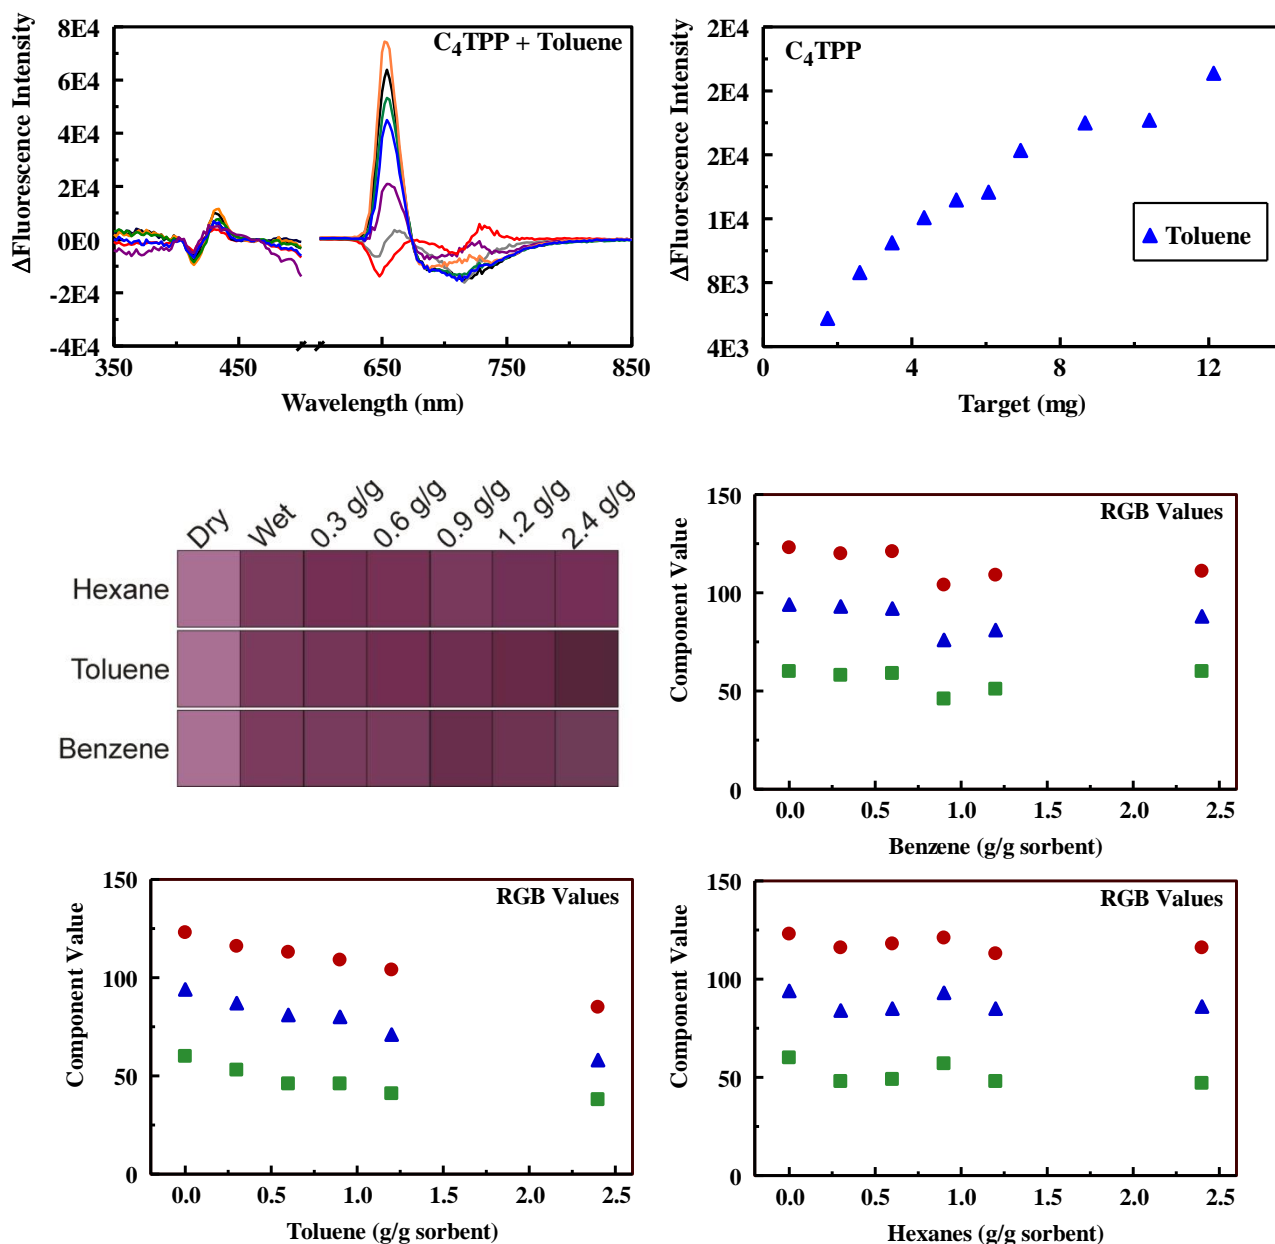 C4TPP + Toluene
ΔFluorescence Intensity
8E4
6E4
4E4
2E4
0E0
-2E4
-4E4
350 450 650 750 850
Wavelength (nm)
C4TPP
ΔFluorescence Intensity
2E4
2E4
2E4
1E4
8E3
4E3
Toluene
0 4 8 12
Target (mg)
Dry Wet 0.3 g/g 0.6 g/g 0.9 g/g 1.2 g/g 2.4 g/g
Hexane
Toluene
Benzene
RGB Values
Component Value
150
100
50
0
0.0 0.5 1.0 1.5 2.0 2.5
Benzene (g/g sorbent)
RGB Values
Component Value
150
100
50
0
0.0 0.5 1.0 1.5 2.0 2.5
Toluene (g/g sorbent)
RGB Values
Component Value
150
100
50
0
0.0 0.5 1.0 1.5 2.0 2.5
Hexanes (g/g sorbent)